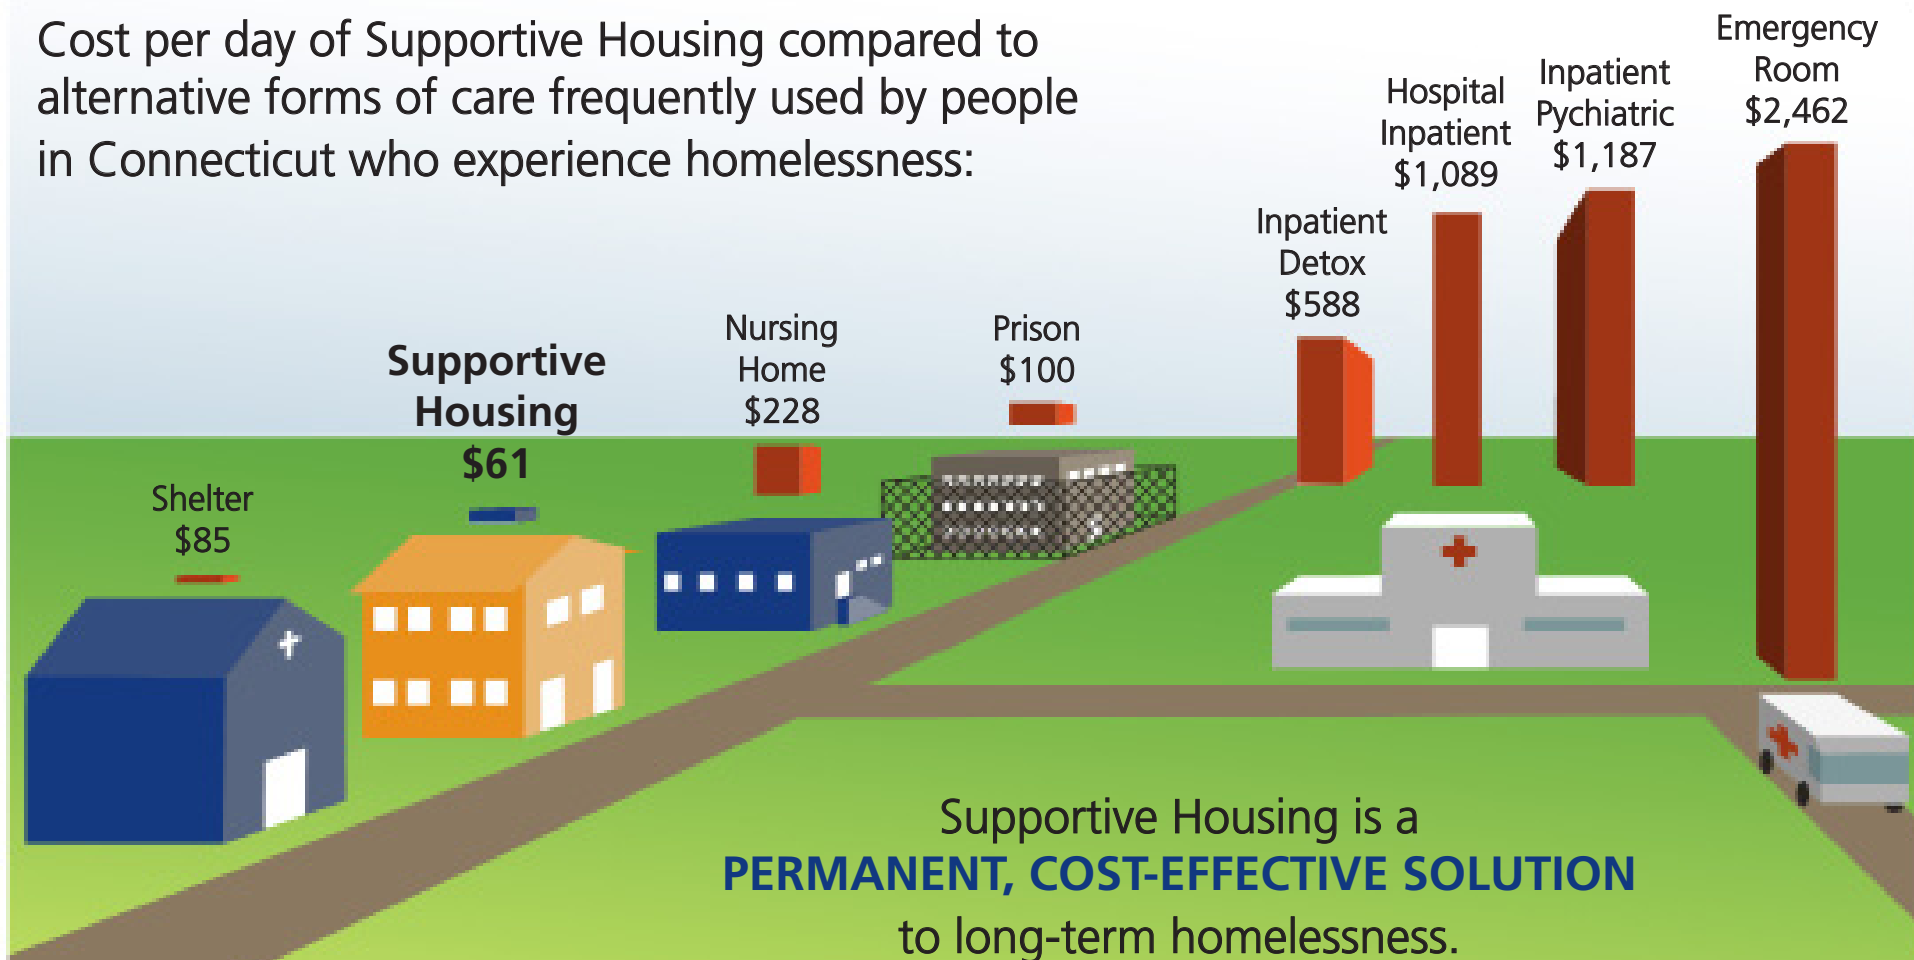 Cost per day of Supportive Housing compared to
alternative forms of care frequently used by people
in Connecticut who experience homelessness:
Shelter
$85
Supportive
Housing
$61
Nursing
Home
$228
Prison
$100
Inpatient
Detox
$588
Hospital
Inpatient
$1,089
Inpatient
Pychiatric
$1,187
Emergency
Room
$2,462
Supportive Housing is a
PERMANENT, COST-EFFECTIVE SOLUTION
to long-term homelessness.